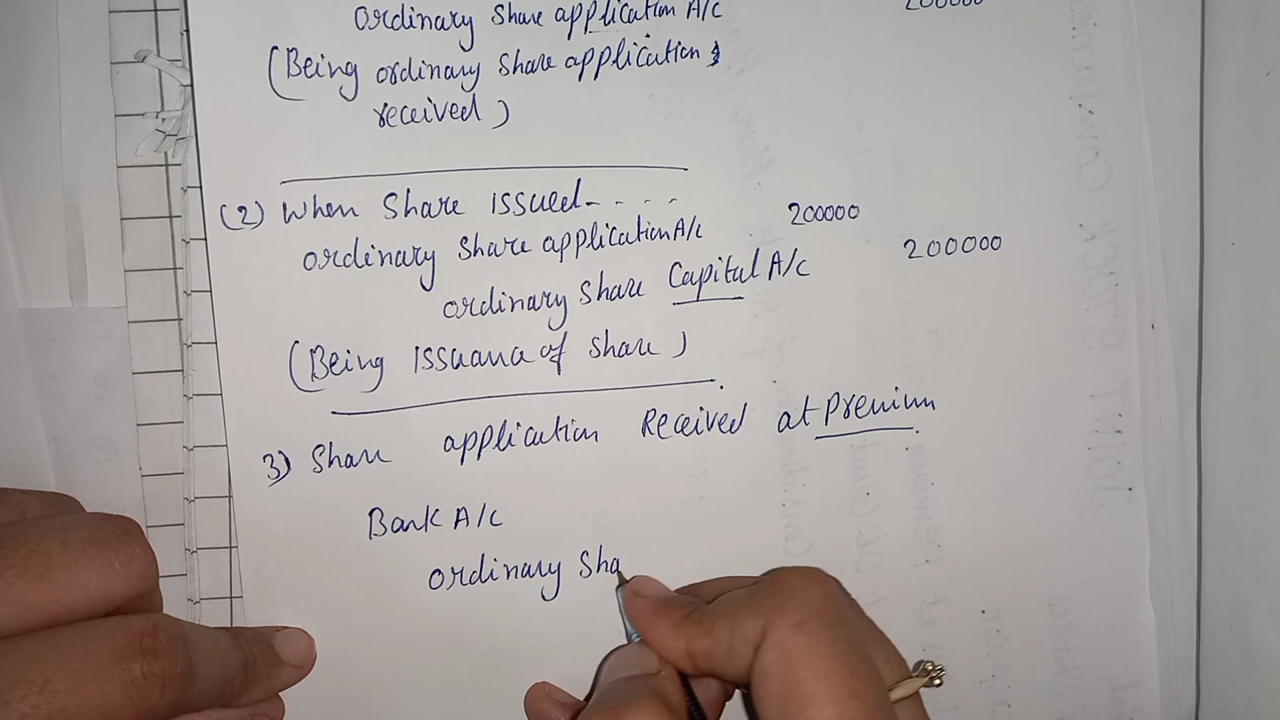 Ordinary Share application A/c 200000
(Being ordinary share application
received)
(2) When Share issued - - - -
ordinary share application A/c 200000
ordinary share Capital A/c 200000
(Being of share)
3) Share application Received at Premium
Bank A/c
ordinary Sha